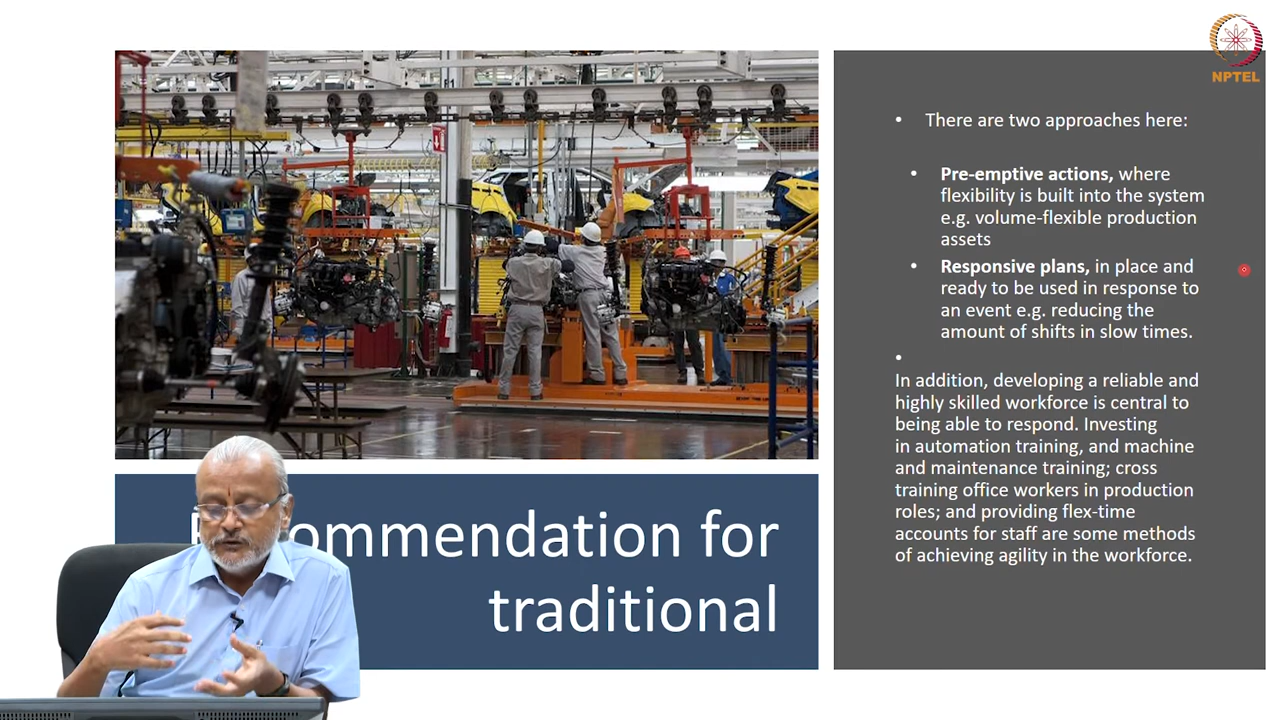 NPTEL
• There are two approaches here:
• Pre-emptive actions, where
flexibility is built into the system
e.g. volume-flexible production
assets
• Responsive plans, in place and
ready to be used in response to
an event e.g. reducing the
amount of shifts in slow times.
•
In addition, developing a reliable and
highly skilled workforce is central to
being able to respond. Investing
in automation training, and machine
and maintenance training; cross
training office workers in production
roles; and providing flex-time
accounts for staff are some methods
of achieving agility in the workforce.
ommendation for
traditional